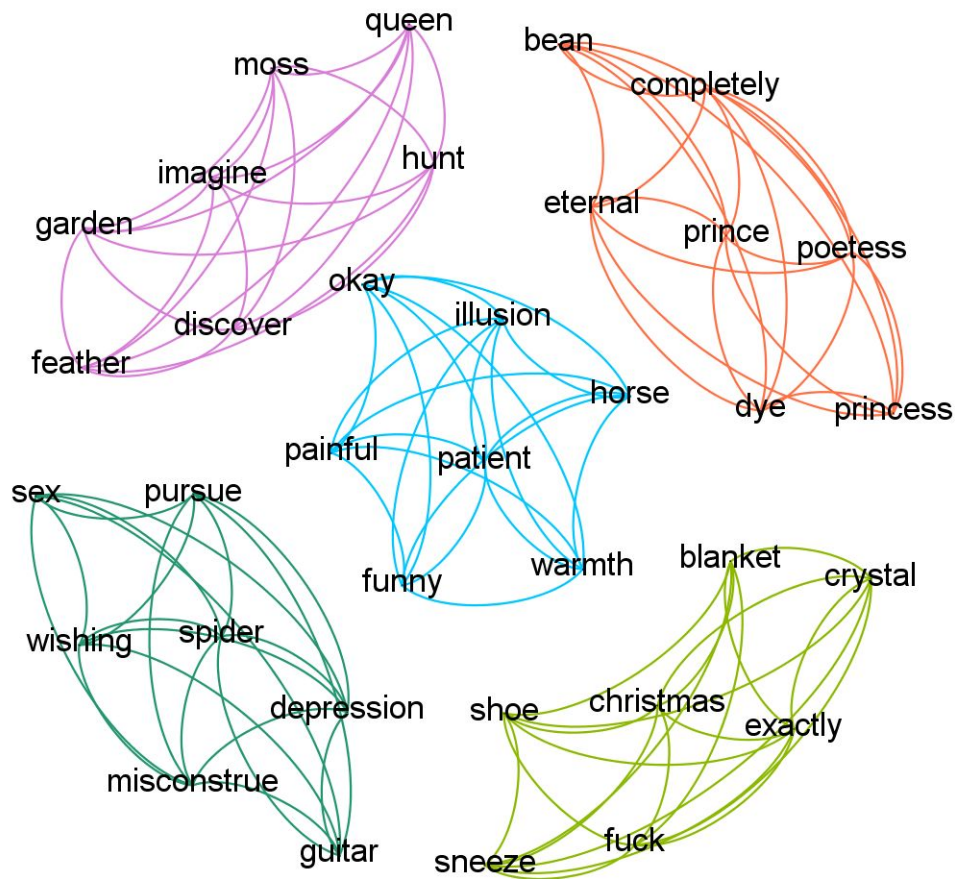 queen
moss
imagine
hunt
garden
discover
feather
bean
completely
eternal
prince
poetess
dye
princess
okay
illusion
horse
painful
patient
funny
warmth
sex
pursue
wishing
spider
depression
misconstrue
guitar
blanket
crystal
shoe
christmas
exactly
fuck
sneeze